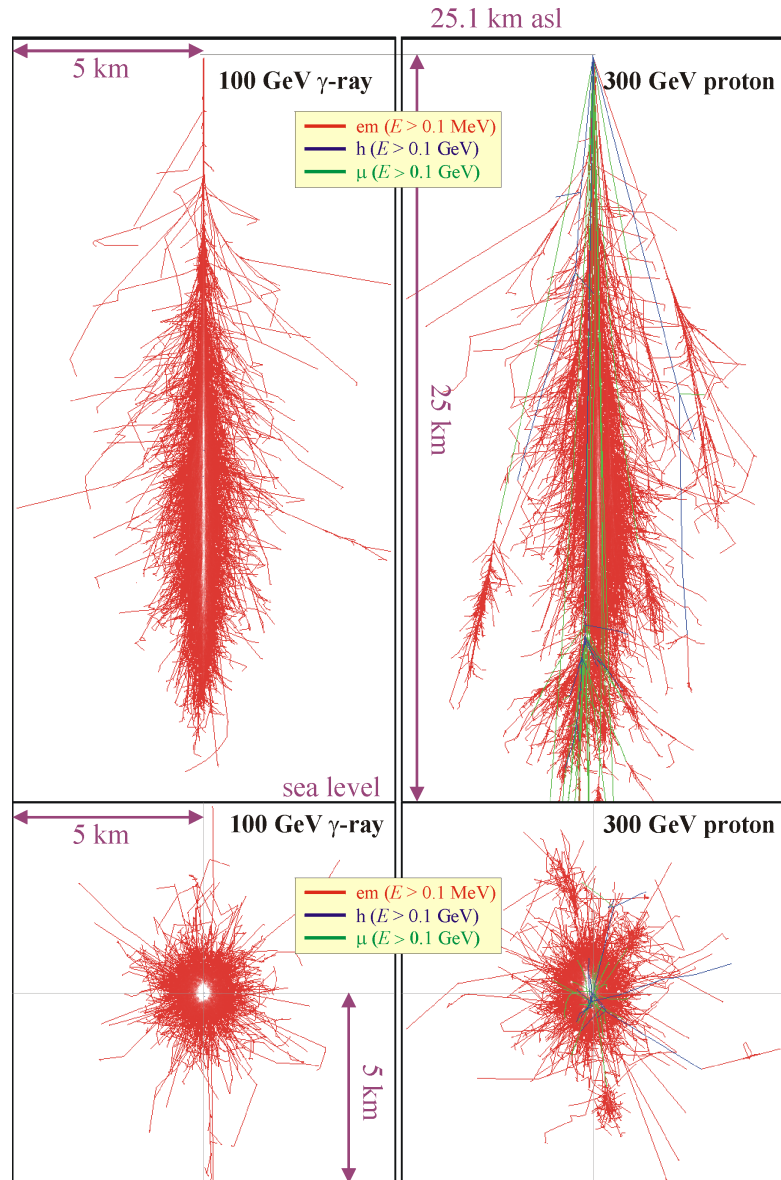 25.1 km asl
5 km
100 GeV γ-ray
300 GeV proton
em (E > 0.1 MeV)
h (E > 0.1 GeV)
μ (E > 0.1 GeV)
25 km
sea level
5 km
100 GeV γ-ray
300 GeV proton
em (E > 0.1 MeV)
h (E > 0.1 GeV)
μ (E > 0.1 GeV)
5 km